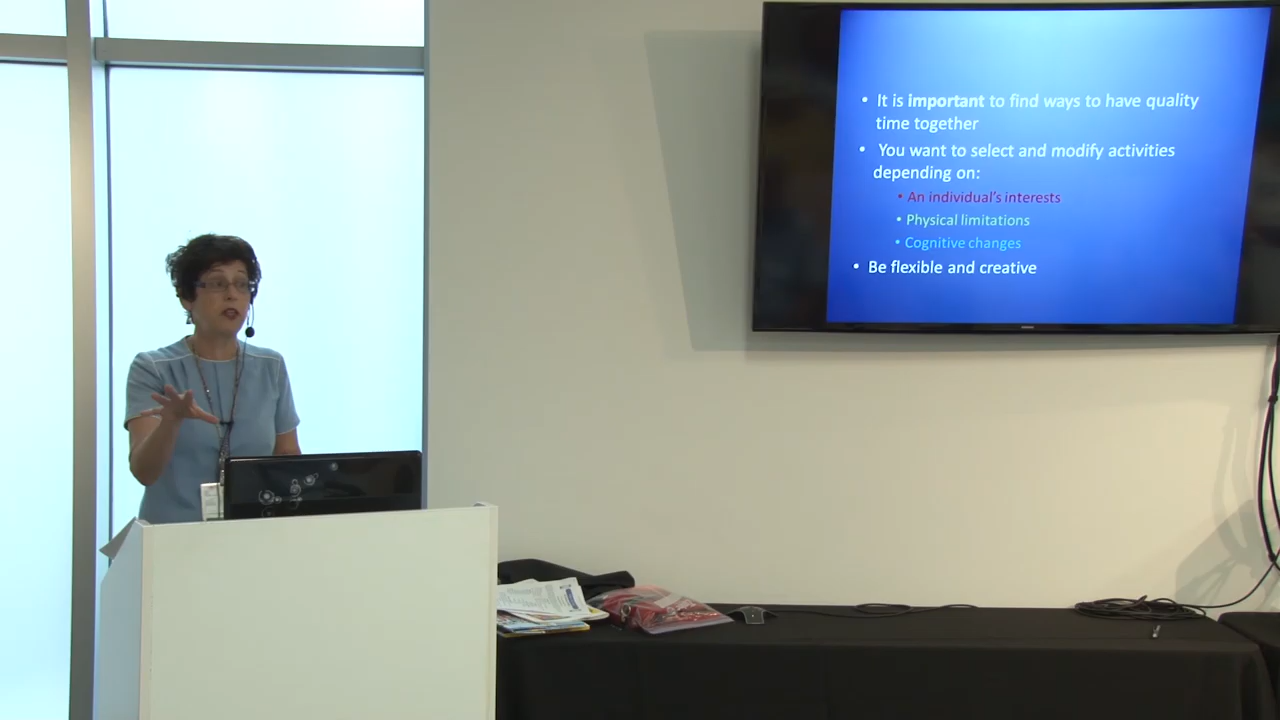 • It is important to find ways to have quality
time together
• You want to select and modify activities
depending on:
• An individual's interests
• Physical limitations
• Cognitive changes
• Be flexible and creative